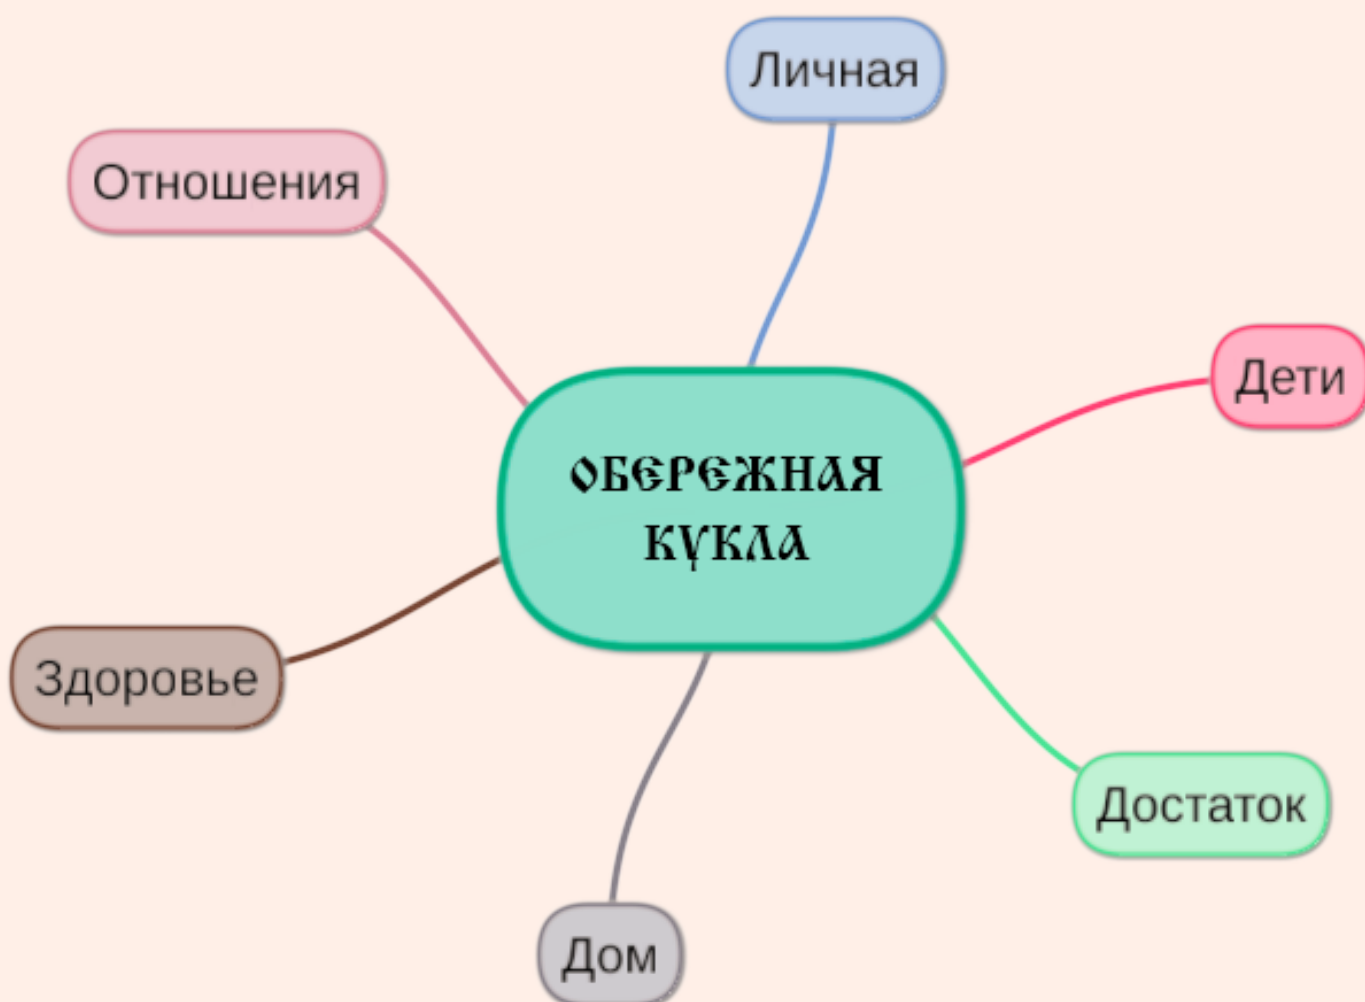 Личная
Отношения
Дети
ОБЕРЕЖНАЯ
КУКЛА
Здоровье
Достаток
Дом